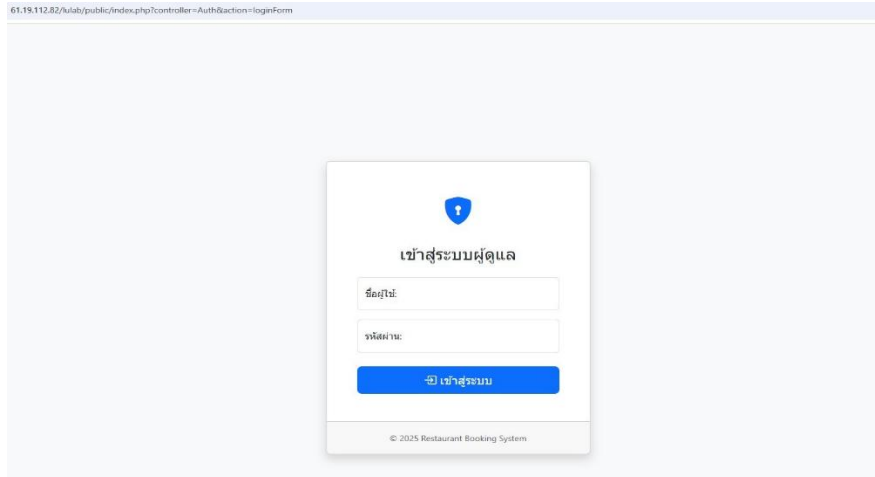 61.19.112.82/lulab/public/index.php?controller=Auth&action=loginForm
เข้าสู่ระบบผู้ดูแล
ชื่อผู้ใช้:
รหัสผ่าน:
เข้าสู่ระบบ
© 2025 Restaurant Booking System